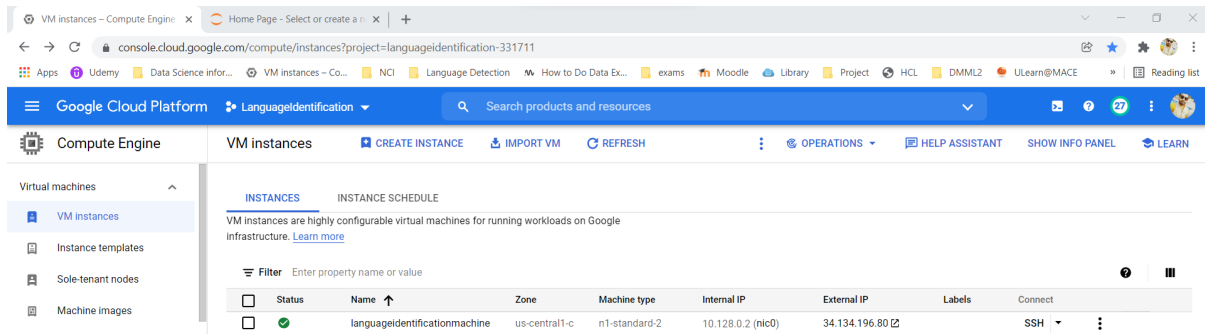 VM instances – Compute Engine
Home Page - Select or create a n
console.cloud.google.com/compute/instances?project=languageidentification-331711
Apps Udemy Data Science infor... VM instances – Co... NCI Language Detection How to Do Data Ex... exams Moodle Library Project HCL DMML2 ULearn@MACE » Reading list
Google Cloud Platform LanguageIdentification Search products and resources 27
Compute Engine VM instances CREATE INSTANCE IMPORT VM REFRESH OPERATIONS HELP ASSISTANT SHOW INFO PANEL LEARN
Virtual machines
VM instances
Instance templates
Sole-tenant nodes
Machine images
INSTANCES INSTANCE SCHEDULE
VM instances are highly configurable virtual machines for running workloads on Google
infrastructure. Learn more
Filter Enter property name or value
Status Name Zone Machine type Internal IP External IP Labels Connect
languageidentificationmachine us-central1-c n1-standard-2 10.128.0.2 (nic0) 34.134.196.80 SSH